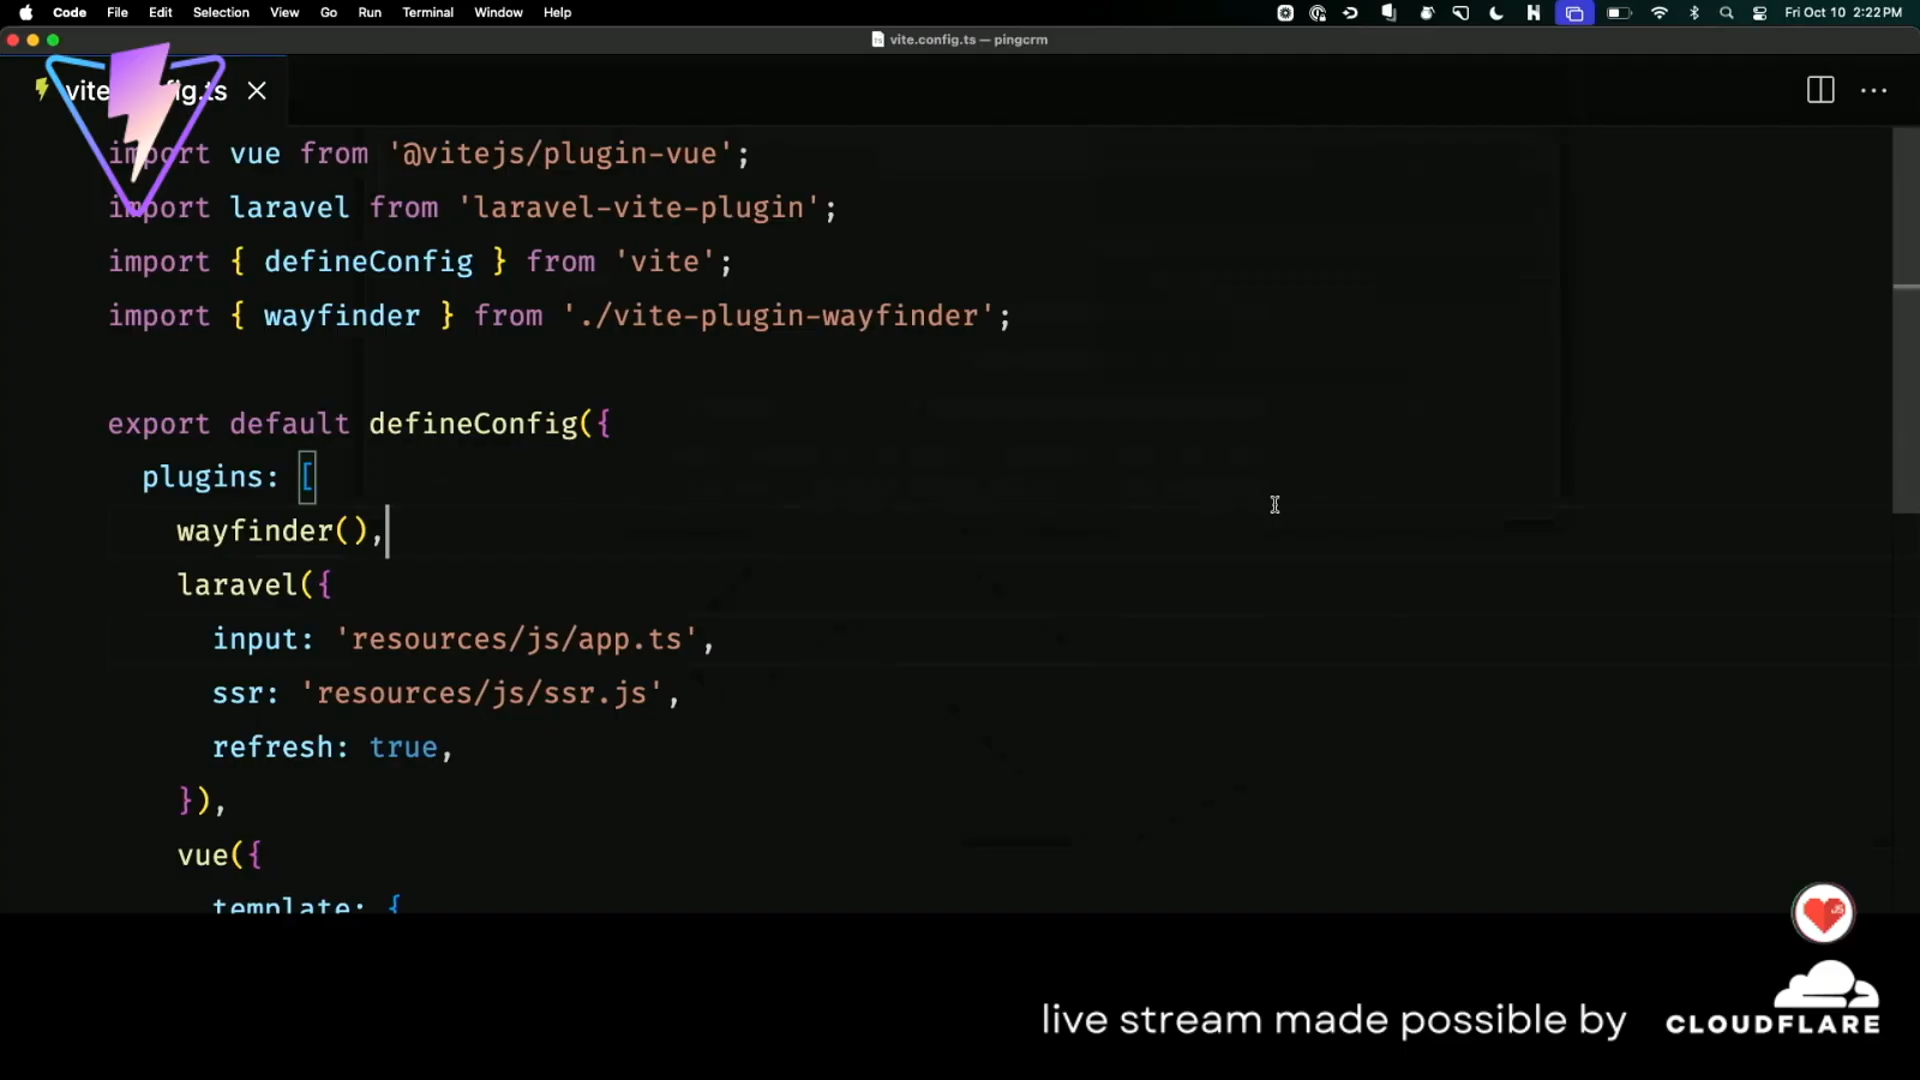 Code File Edit Selection View Go Run Terminal Window Help Fri Oct 10 2:22 PM
vite.config.ts — pingcrm
import vue from '@vitejs/plugin-vue';
import laravel from 'laravel-vite-plugin';
import { defineConfig } from 'vite';
import { wayfinder } from './vite-plugin-wayfinder';
export default defineConfig({
plugins: [
wayfinder(),
laravel({
input: 'resources/js/app.ts',
ssr: 'resources/js/ssr.js',
refresh: true,
}),
vue({
template: {
JS
live stream made possible by
CLOUDFLARE